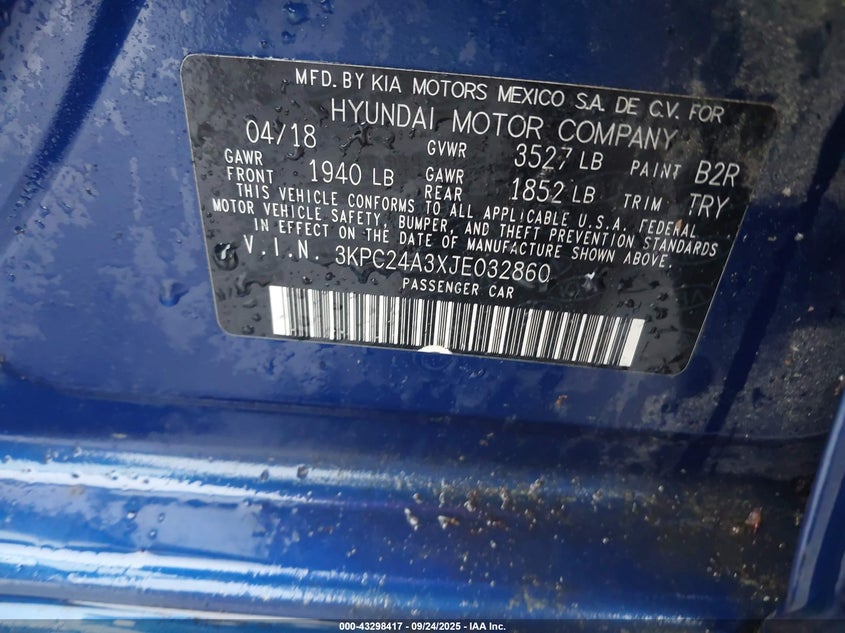 MFD. BY KIA MOTORS MEXICO S.A. DE C.V. FOR
HYUNDAI MOTOR COMPANY
04/18 GVWR 3527 LB PAINT B2R
GAWR FRONT 1940 LB GAWR REAR 1852 LB TRIM TRY
THIS VEHICLE CONFORMS TO ALL APPLICABLE U.S.A. FEDERAL
MOTOR VEHICLE SAFETY, BUMPER, AND THEFT PREVENTION STANDARDS
IN EFFECT ON THE DATE OF MANUFACTURE SHOWN ABOVE.
V.I.N. 3KPC24A3XJE032860
PASSENGER CAR
000-43298417 - 09/24/2025 - IAA Inc.